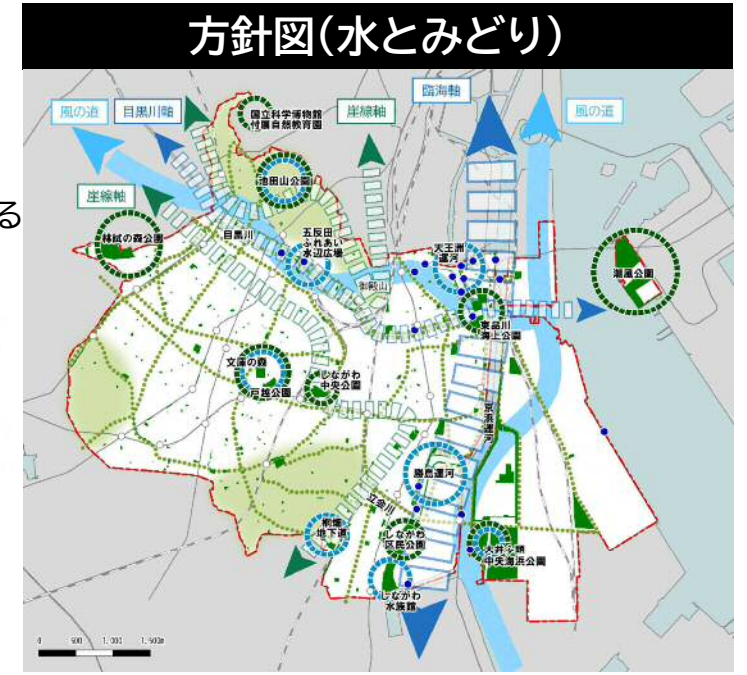 方針図(水とみどり)
る
風の道
目黒川軸
崖線軸
臨海軸
風の道
国立科学博物館
付属自然教育園
池田山公園
崖線軸
林試の森公園
目黒川
五反田
ふれあい
水辺広場
御殿山
天王洲
運河
潮風公園
東品川
海上公園
文庫の森
戸越公園
しながわ
中央公園
京浜運河
勝島運河
立会川
しながわ
区民公園
大井ふ頭
中央海浜公園
しながわ
水族館
地下道
0 500 1,000 1,500m